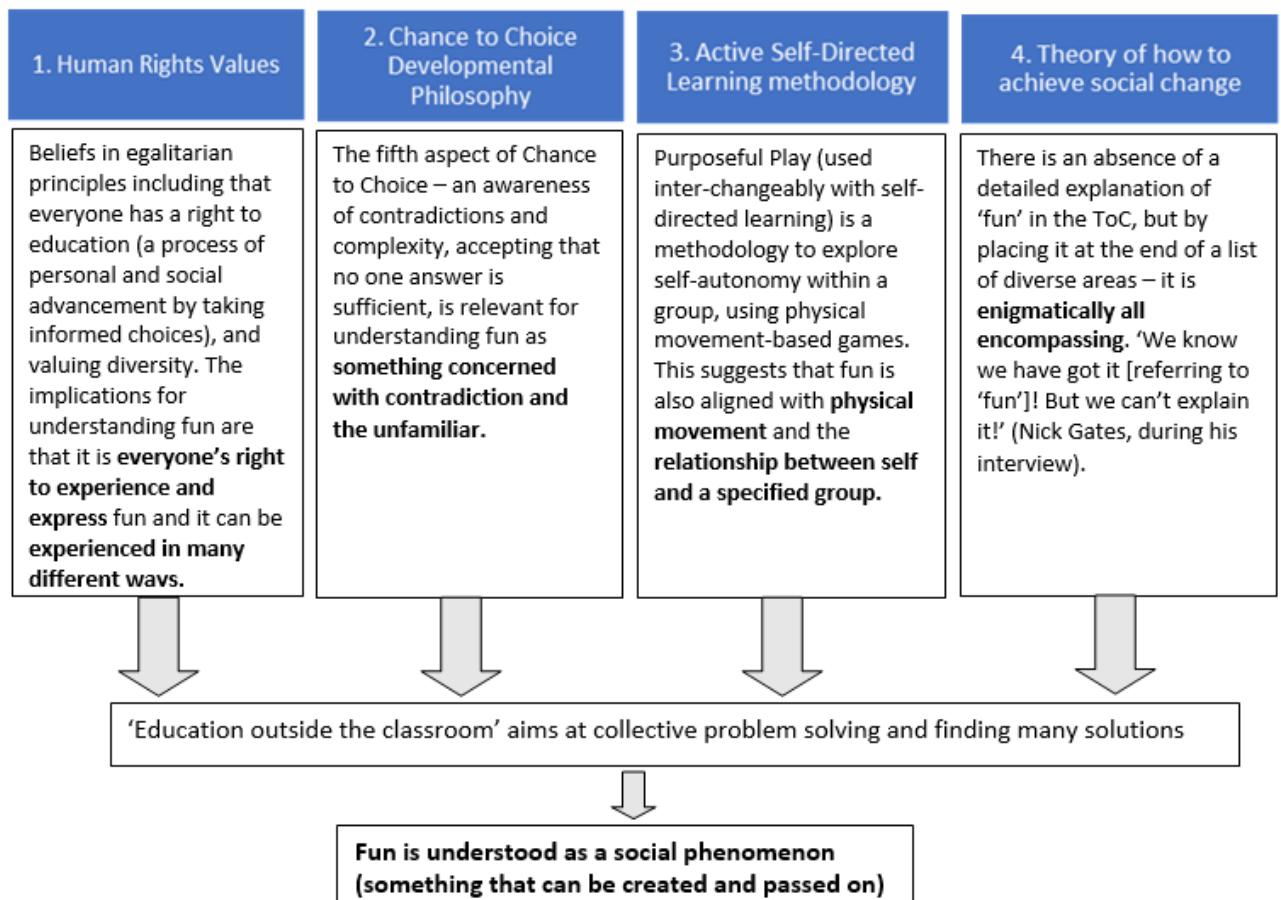 1. Human Rights Values
2. Chance to Choice
Developmental
Philosophy
3. Active Self-Directed
Learning methodology
4. Theory of how to
achieve social change
Beliefs in egalitarian
principles including that
everyone has a right to
education (a process of
personal and social
advancement by taking
informed choices), and
valuing diversity. The
implications for
understanding fun are
that it is everyone’s right
to experience and
express fun and it can be
experienced in many
different ways.
The fifth aspect of Chance
to Choice – an awareness
of contradictions and
complexity, accepting that
no one answer is
sufficient, is relevant for
understanding fun as
something concerned
with contradiction and
the unfamiliar.
Purposeful Play (used
inter-changeably with self-
directed learning) is a
methodology to explore
self-autonomy within a
group, using physical
movement-based games.
This suggests that fun is
also aligned with physical
movement and the
relationship between self
and a specified group.
There is an absence of a
detailed explanation of
‘fun’ in the ToC, but by
placing it at the end of a
list of diverse areas – it is
enigmatically all
encompassing. ‘We know
we have got it [referring to
‘fun’]! But we can’t explain
it!’ (Nick Gates, during his
interview).
‘Education outside the classroom’ aims at collective problem solving and finding many solutions
Fun is understood as a social phenomenon
(something that can be created and passed on)